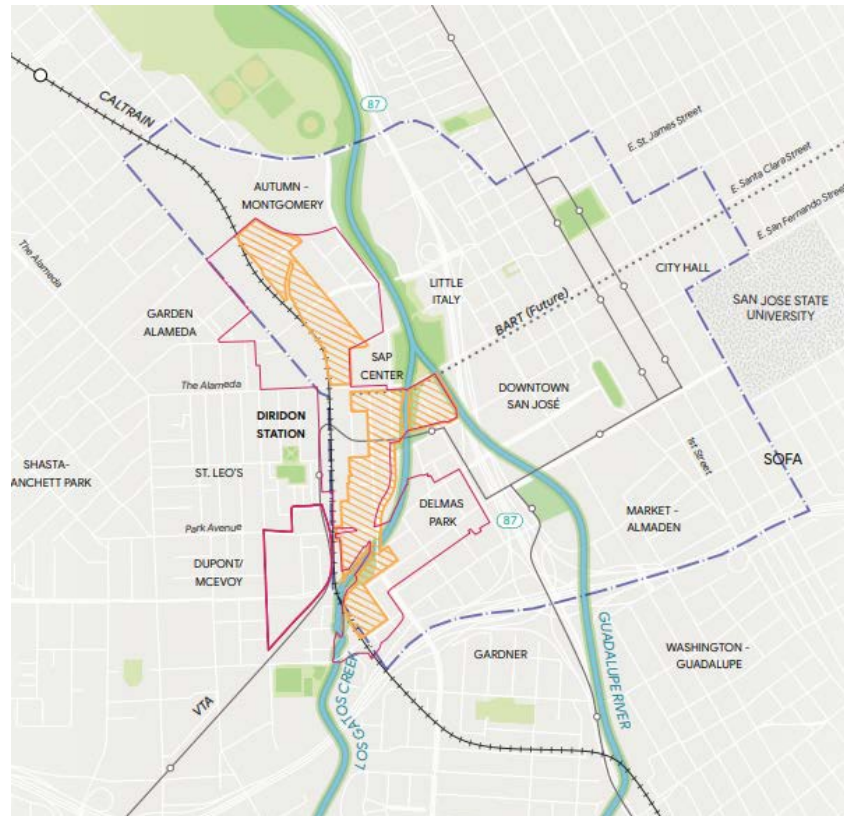 CALTRAIN
87
E. St. James Street
E. Santa Clara Street
E. San Fernando Street
AUTUMN -
MONTGOMERY
The Alameda
LITTLE
ITALY
CITY HALL
BART (Future)
SAN JOSE STATE
UNIVERSITY
GARDEN
ALAMEDA
SAP
CENTER
The Alameda
DOWNTOWN
SAN JOSÉ
DIRIDON
STATION
1st Street
SOFA
SHASTA-
ANCHETT PARK
ST. LEO'S
DELMAS
PARK
MARKET -
ALMADEN
87
Park Avenue
DUPONT/
MCEVOY
GUADALUPE RIVER
WASHINGTON -
GUADALUPE
GARDNER
LOS GATOS CREEK
VTA